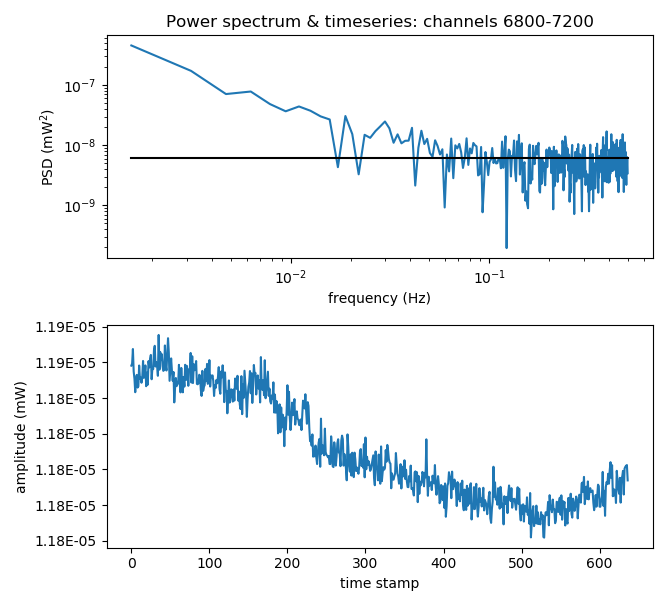 Power spectrum & timeseries: channels 6800-7200
PSD (mW²)
10⁻⁷
10⁻⁸
10⁻⁹
10⁻² 10⁻¹
frequency (Hz)
amplitude (mW)
1.19E-05
1.19E-05
1.18E-05
1.18E-05
1.18E-05
1.18E-05
1.18E-05
0 100 200 300 400 500 600
time stamp